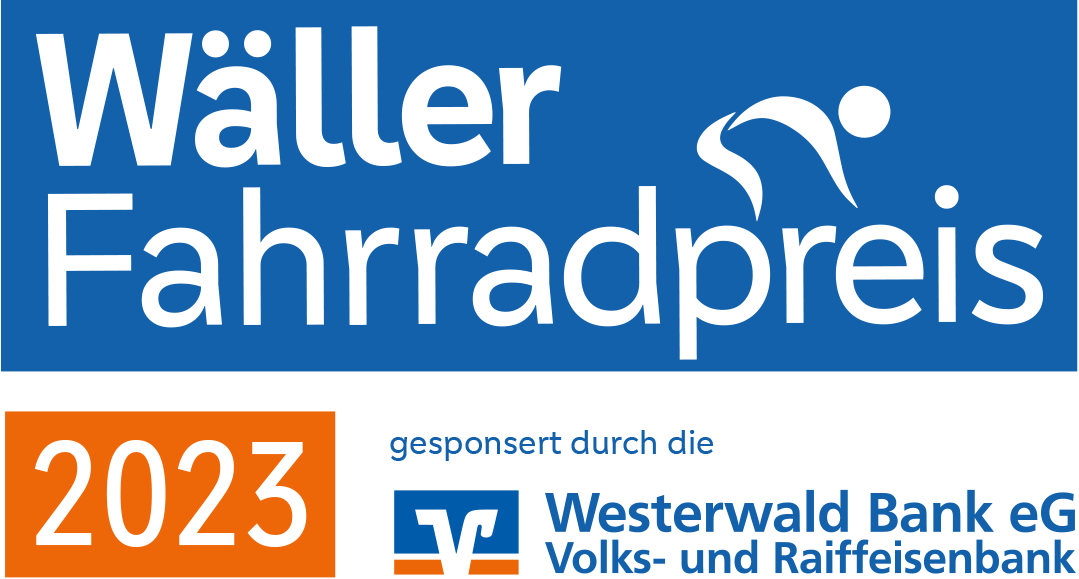 Wäller
Fahrradpreis
2023
gesponsert durch die
Westerwald Bank eG
Volks- und Raiffeisenbank